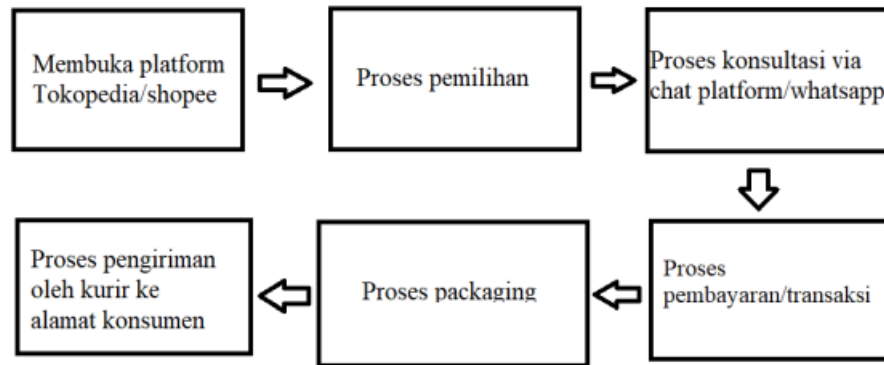 Membuka platform
Tokopedia/shopee
Proses pemilihan
Proses konsultasi via
chat platform/whatsapp
Proses
pembayaran/transaksi
Proses packaging
Proses pengiriman
oleh kurir ke
alamat konsumen